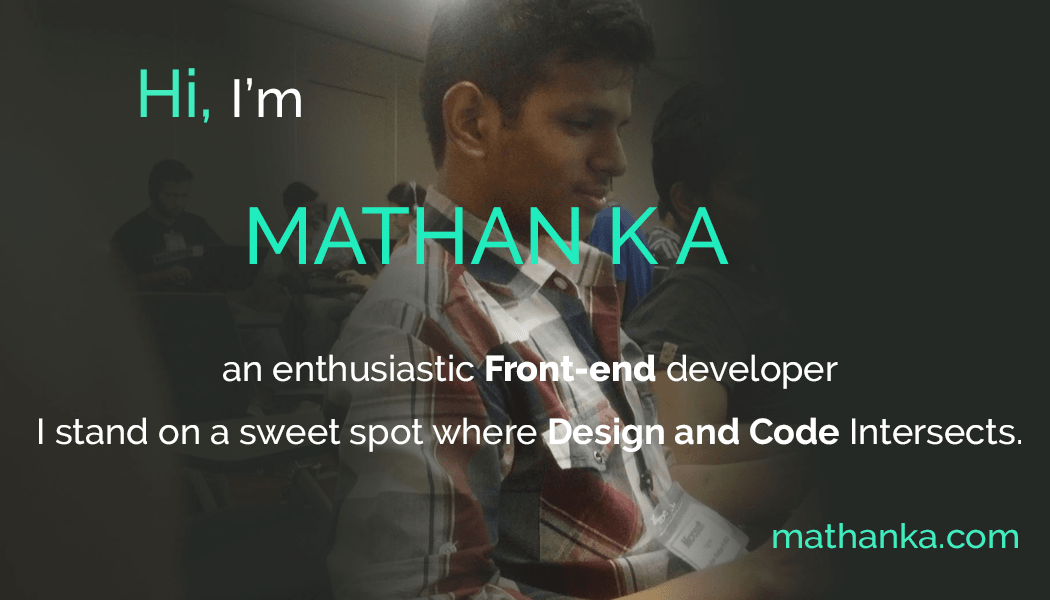 Hi, I’m
MATHAN K A
an enthusiastic Front-end developer
I stand on a sweet spot where Design and Code Intersects.
mathanka.com